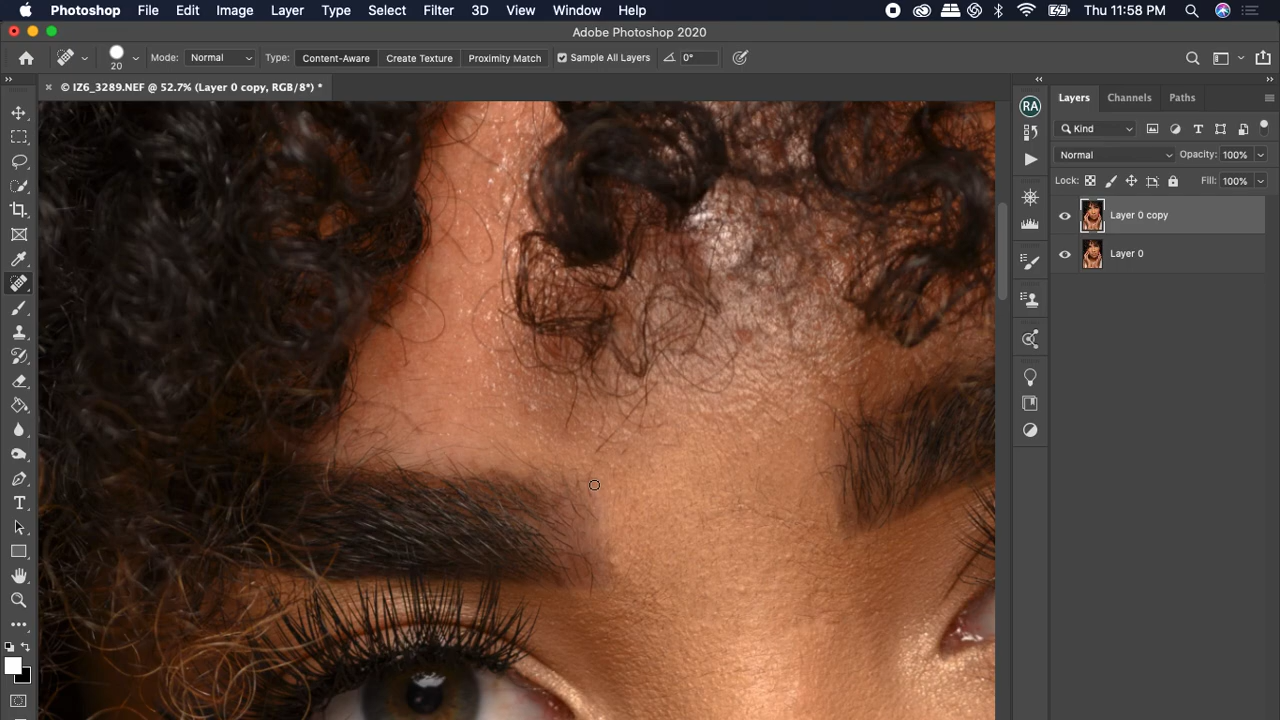 Photoshop File Edit Image Layer Type Select Filter 3D View Window Help Thu 11:58 PM
Adobe Photoshop 2020
20 Mode: Normal Type: Content-Aware Create Texture Proximity Match Sample All Layers 0°
© IZ6_3289.NEF @ 52.7% (Layer 0 copy, RGB/8*) *
Layers Channels Paths
RA
Kind
Normal Opacity: 100%
Lock: Fill: 100%
Layer 0 copy
Layer 0